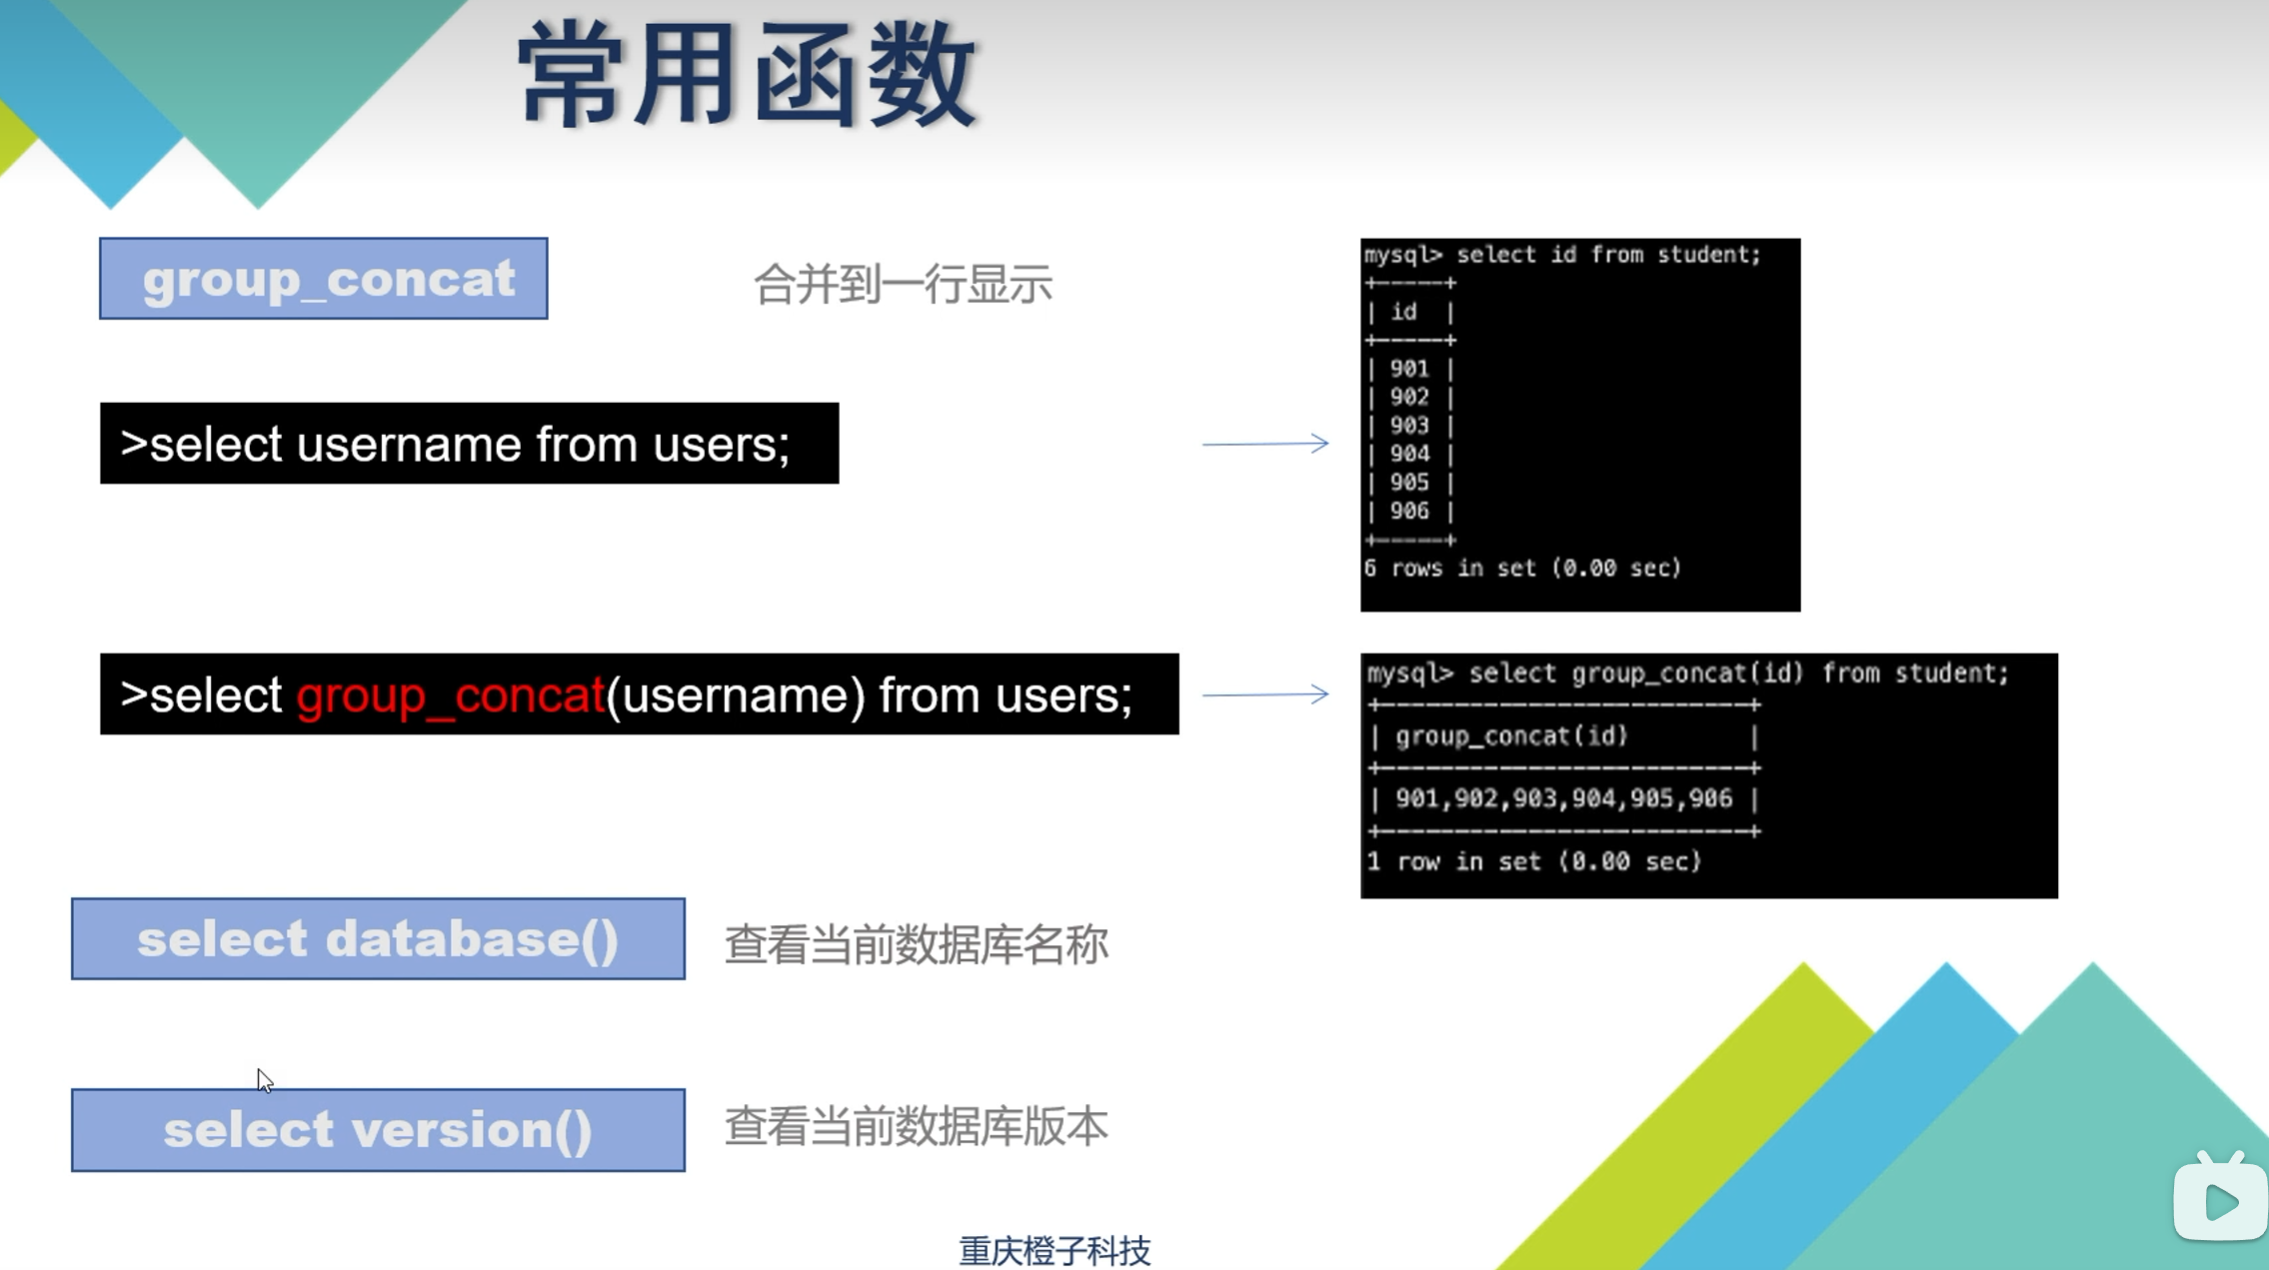 常用函数
group_concat
合并到一行显示
>select username from users;
mysql> select id from student;
+-----+
| id |
+-----+
| 901 |
| 902 |
| 903 |
| 904 |
| 905 |
| 906 |
+-----+
6 rows in set (0.00 sec)
>select group_concat(username) from users;
mysql> select group_concat(id) from student;
+-------------------------+
| group_concat(id) |
+-------------------------+
| 901,902,903,904,905,906 |
+-------------------------+
1 row in set (0.00 sec)
select database()
查看当前数据库名称
select version()
查看当前数据库版本
重庆橙子科技